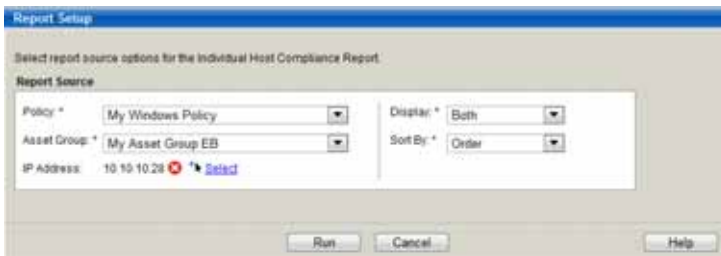 Report Setup
Select report source options for the Individual Host Compliance Report.
Report Source
Policy: * My Windows Policy Display: * Both
Asset Group: * My Asset Group EB Sort By: * Order
IP Address: 10.10.10.28 Select
Run Cancel Help